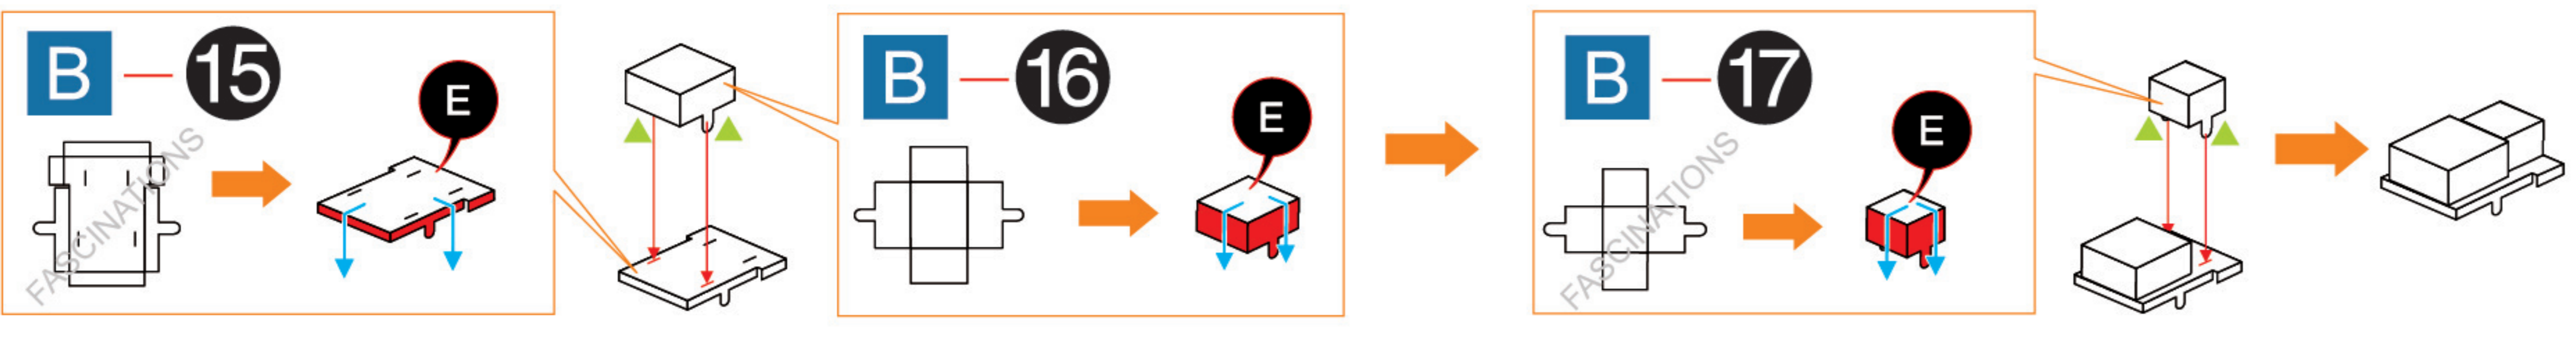 B — 15
E
FASCINATIONS
B — 16
E
B — 17
E
FASCINATIONS